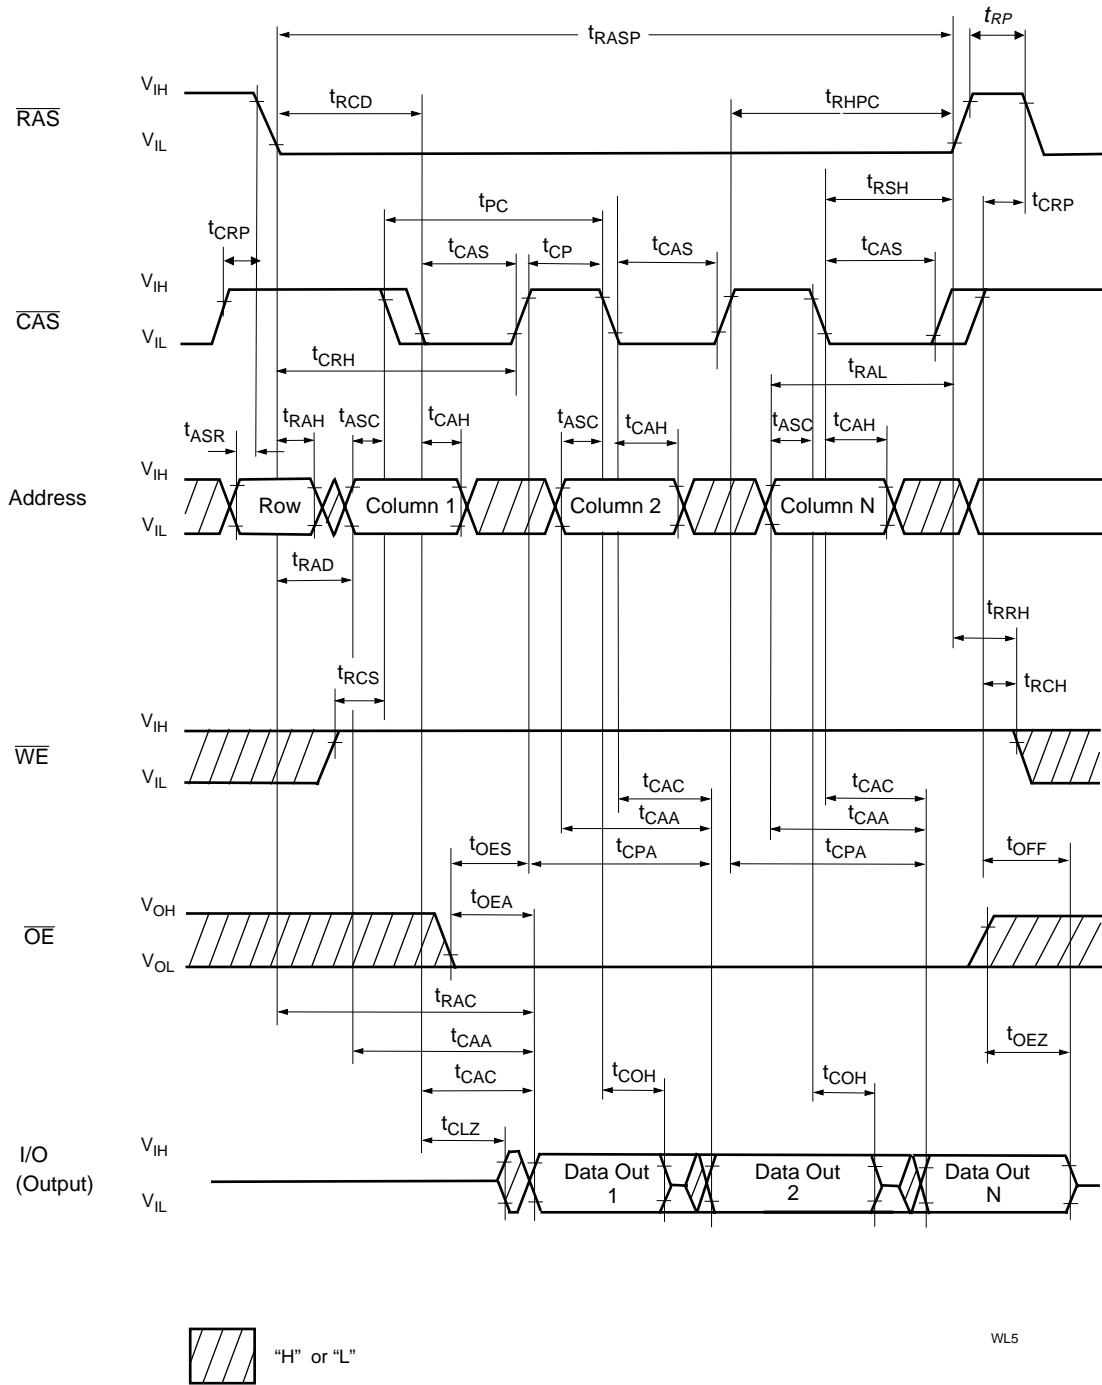 tRASP
tRP
VIH
tRCD
tRHPC
RAS
VIL
tRSH
tPC
tCRP
tCRP
tCAS
tCP
tCAS
tCAS
VIH
CAS
VIL
tCRH
tRAL
tRAH
tASC
tCAH
tASC
tCAH
tASC
tCAH
tASR
VIH
Address
Row
Column 1
Column 2
Column N
VIL
tRAD
tRRH
tRCS
tRCH
VIH
WE
VIL
tCAC
tCAC
tCAA
tCAA
tOES
tCPA
tCPA
tOFF
tOEA
VOH
OE
VOL
tRAC
tCAA
tOEZ
tCAC
tCOH
tCOH
tCLZ
VIH
I/O
(Output)
VIL
Data Out
1
Data Out
2
Data Out
N
WL5
“H” or “L”